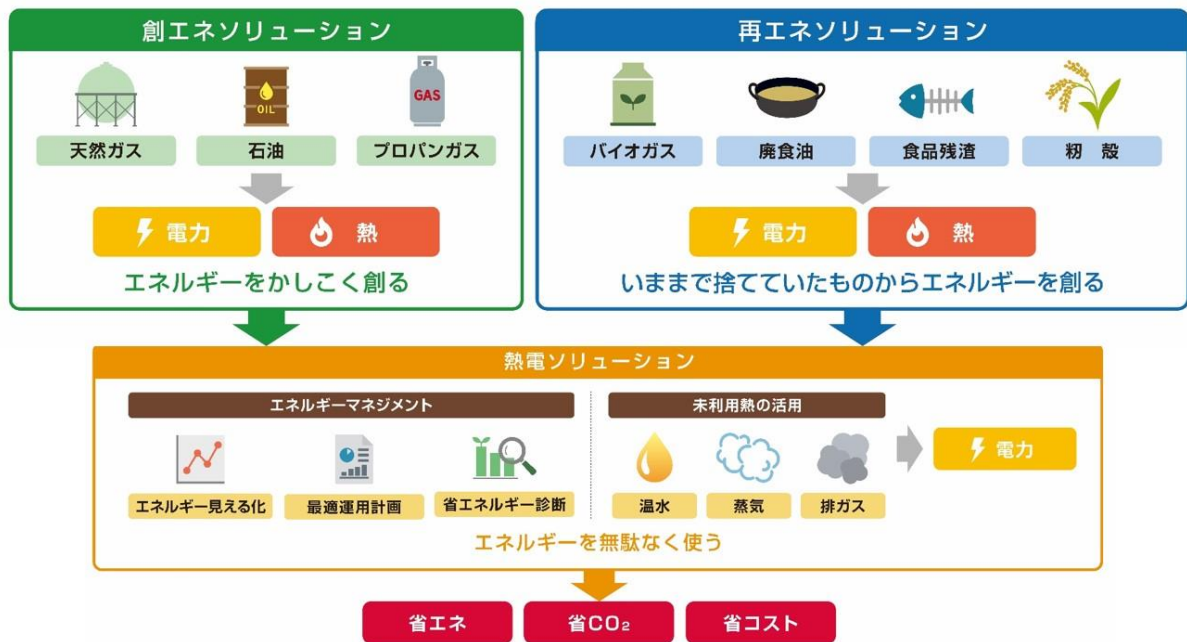 創エネソリューション
OIL
GAS
天然ガス
石油
プロパンガス
電力
熱
エネルギーをかしこく創る
再エネソリューション
バイオガス
廃食油
食品残渣
籾 殻
電力
熱
いままで捨てていたものからエネルギーを創る
熱電ソリューション
エネルギーマネジメント
エネルギー見える化
最適運用計画
省エネルギー診断
未利用熱の活用
温水
蒸気
排ガス
電力
エネルギーを無駄なく使う
省エネ
省CO₂
省コスト